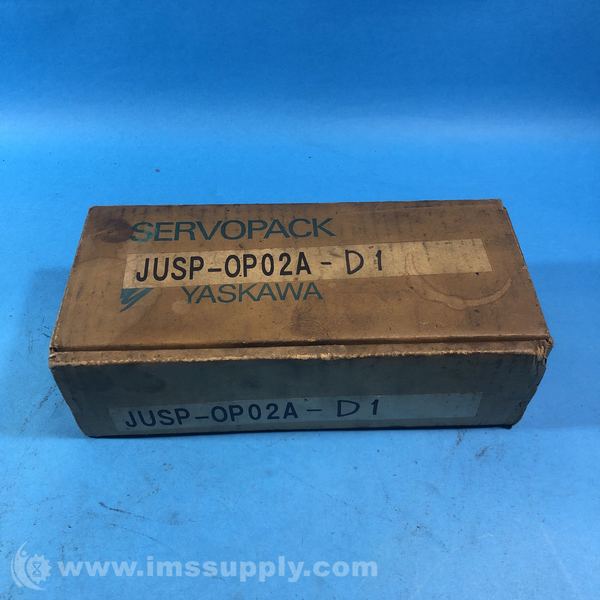 SERVOPACK
JUSP-OP02A-D1
YASKAWA
JUSP-OP02A-D1
www.imssupply.com